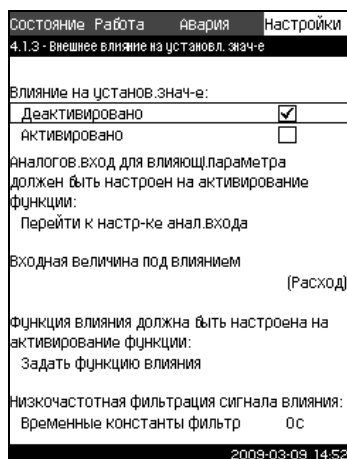 Состояние Работа Авария Настройки
4.1.3 - Внешнее влияние на установл. знач-е
Влияние на установ.знач-е:
Деактивировано
Активировано
Аналогов.вход для влияющ.параметра
должен быть настроен на активирование
функции:
Перейти к настр-ке анал.входа
Входная величина под влиянием
(Расход)
Функция влияния должна быть настроена на
активирование функции:
Задать функцию влияния
Низкочастотная фильтрация сигнала влияния:
Временные константы фильтр 0с
2009-03-09 14:52